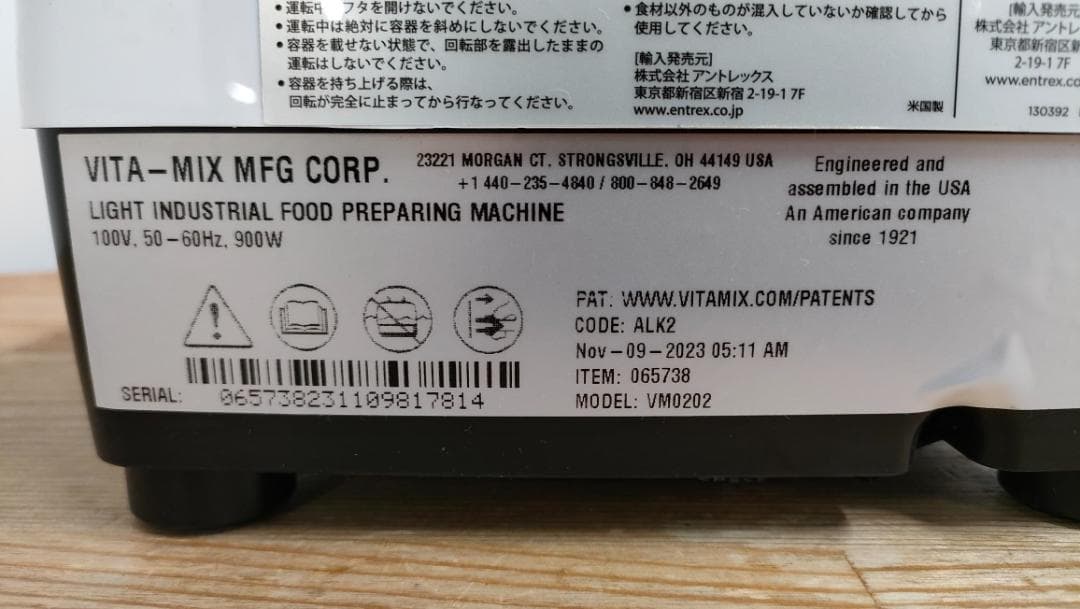 • 運転中フタを開けないでください。
• 運転中は絶対に容器を斜めにしないでください。
• 容器を載せない状態で、回転部を露出したままの
運転はしないでください。
• 容器を持ち上げる際は、
回転が完全に止まってから行なってください。
• 食材以外のものが混入していないか確認してから
使用してください。
[輸入発売元]
株式会社 アントレックス
東京都新宿区新宿 2-19-1 7F
www.entrex.co.jp
米国製
[輸入発売元
株式会社 アントレ
東京都新宿区
2-19-1 7F
www.entrex.co
130392
VITA-MIX MFG CORP.
23221 MORGAN CT. STRONGSVILLE, OH 44149 USA
+1 440-235-4840 / 800-848-2649
LIGHT INDUSTRIAL FOOD PREPARING MACHINE
100V, 50-60Hz, 900W
Engineered and
assembled in the USA
An American company
since 1921
PAT: WWW.VITAMIX.COM/PATENTS
CODE: ALK2
Nov-09-2023 05:11 AM
ITEM: 065738
MODEL: VM0202
SERIAL: 065738231109817814